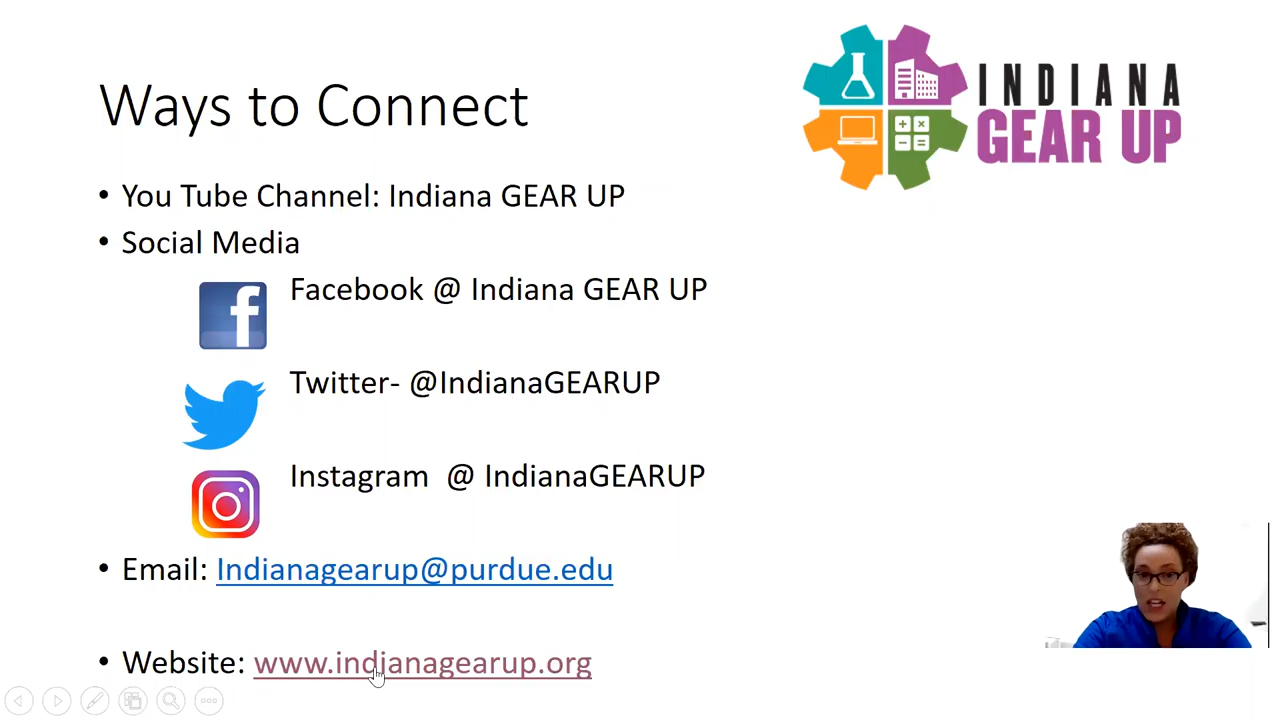 Ways to Connect
INDIANA
GEAR UP
• You Tube Channel: Indiana GEAR UP
• Social Media
Facebook @ Indiana GEAR UP
Twitter- @IndianaGEARUP
Instagram @ IndianaGEARUP
• Email: Indianagearup@purdue.edu
• Website: www.indianagearup.org